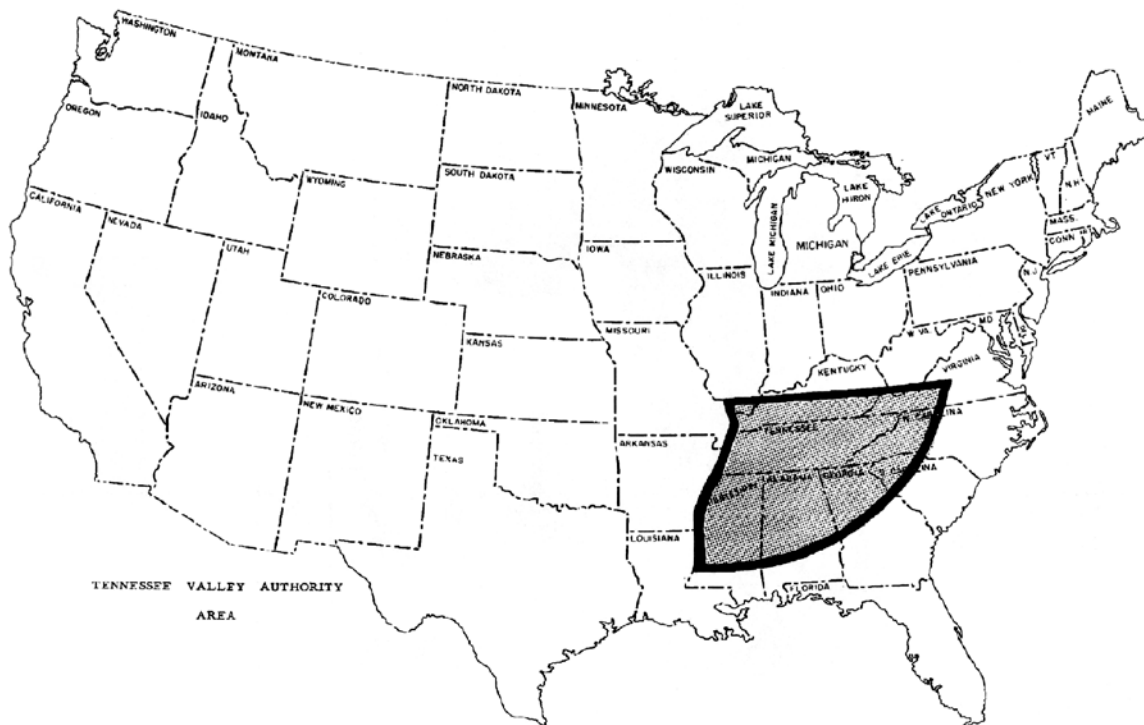 WASHINGTON
MONTANA
NORTH DAKOTA
MINNESOTA
LAKE
SUPERIOR
MAINE
OREGON
IDAHO
WISCONSIN
MICHIGAN
VT.
N.H.
NEW YORK
LAKE
ONTARIO
MASS.
CONN
SOUTH DAKOTA
WYOMING
LAKE
HIRON
LAKE MICHIGAN
MICHIGAN
LAKE ERIE
CALIFORNIA
NEVADA
UTAH
NEBRASKA
IOWA
ILLINOIS
INDIANA
OHIO
PENNSYLVANIA
N.J.
COLORADO
KANSAS
MISSOURI
W. VA.
MD.
KENTUCKY
VIRGINIA
ARIZONA
NEW MEXICO
OKLAHOMA
TEXAS
ARKANSAS
TENNESSEE
N. CAROLINA
ALABAMA
GEORGIA
S. CAROLINA
LOUISIANA
FLORIDA
TENNESSEE VALLEY AUTHORITY
AREA